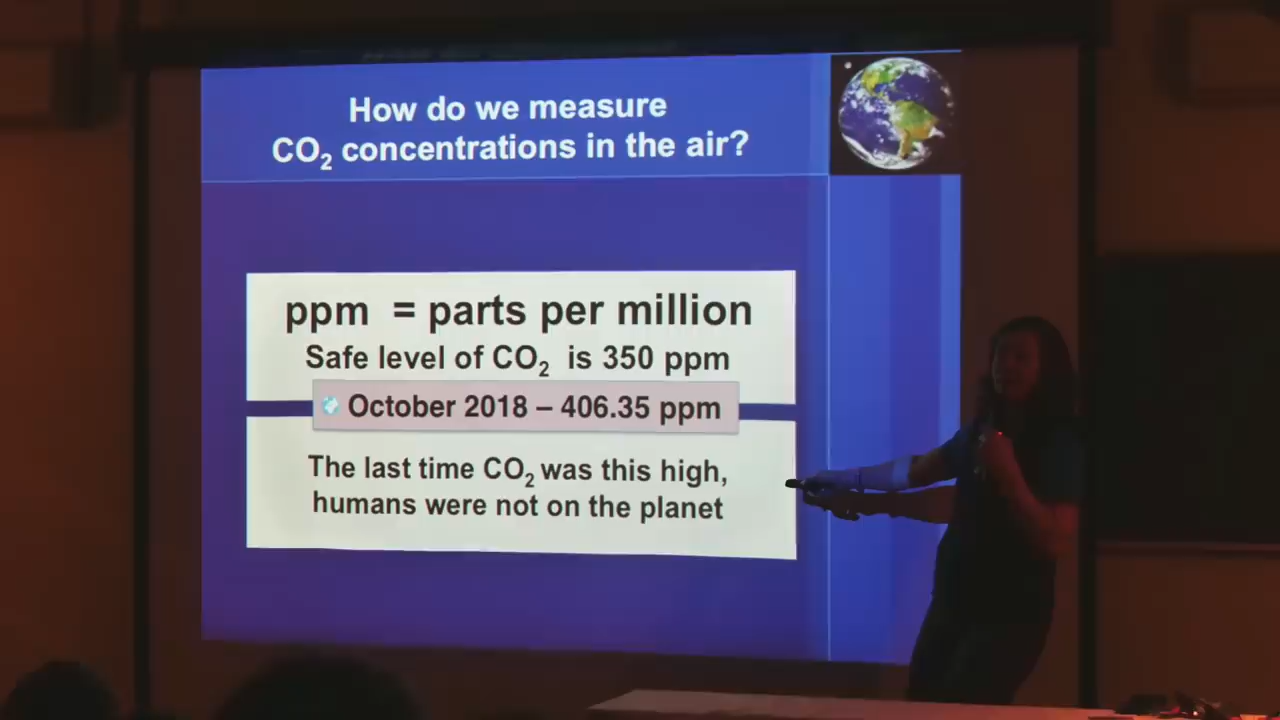 How do we measure
CO₂ concentrations in the air?
ppm = parts per million
Safe level of CO₂ is 350 ppm
October 2018 – 406.35 ppm
The last time CO₂ was this high,
humans were not on the planet